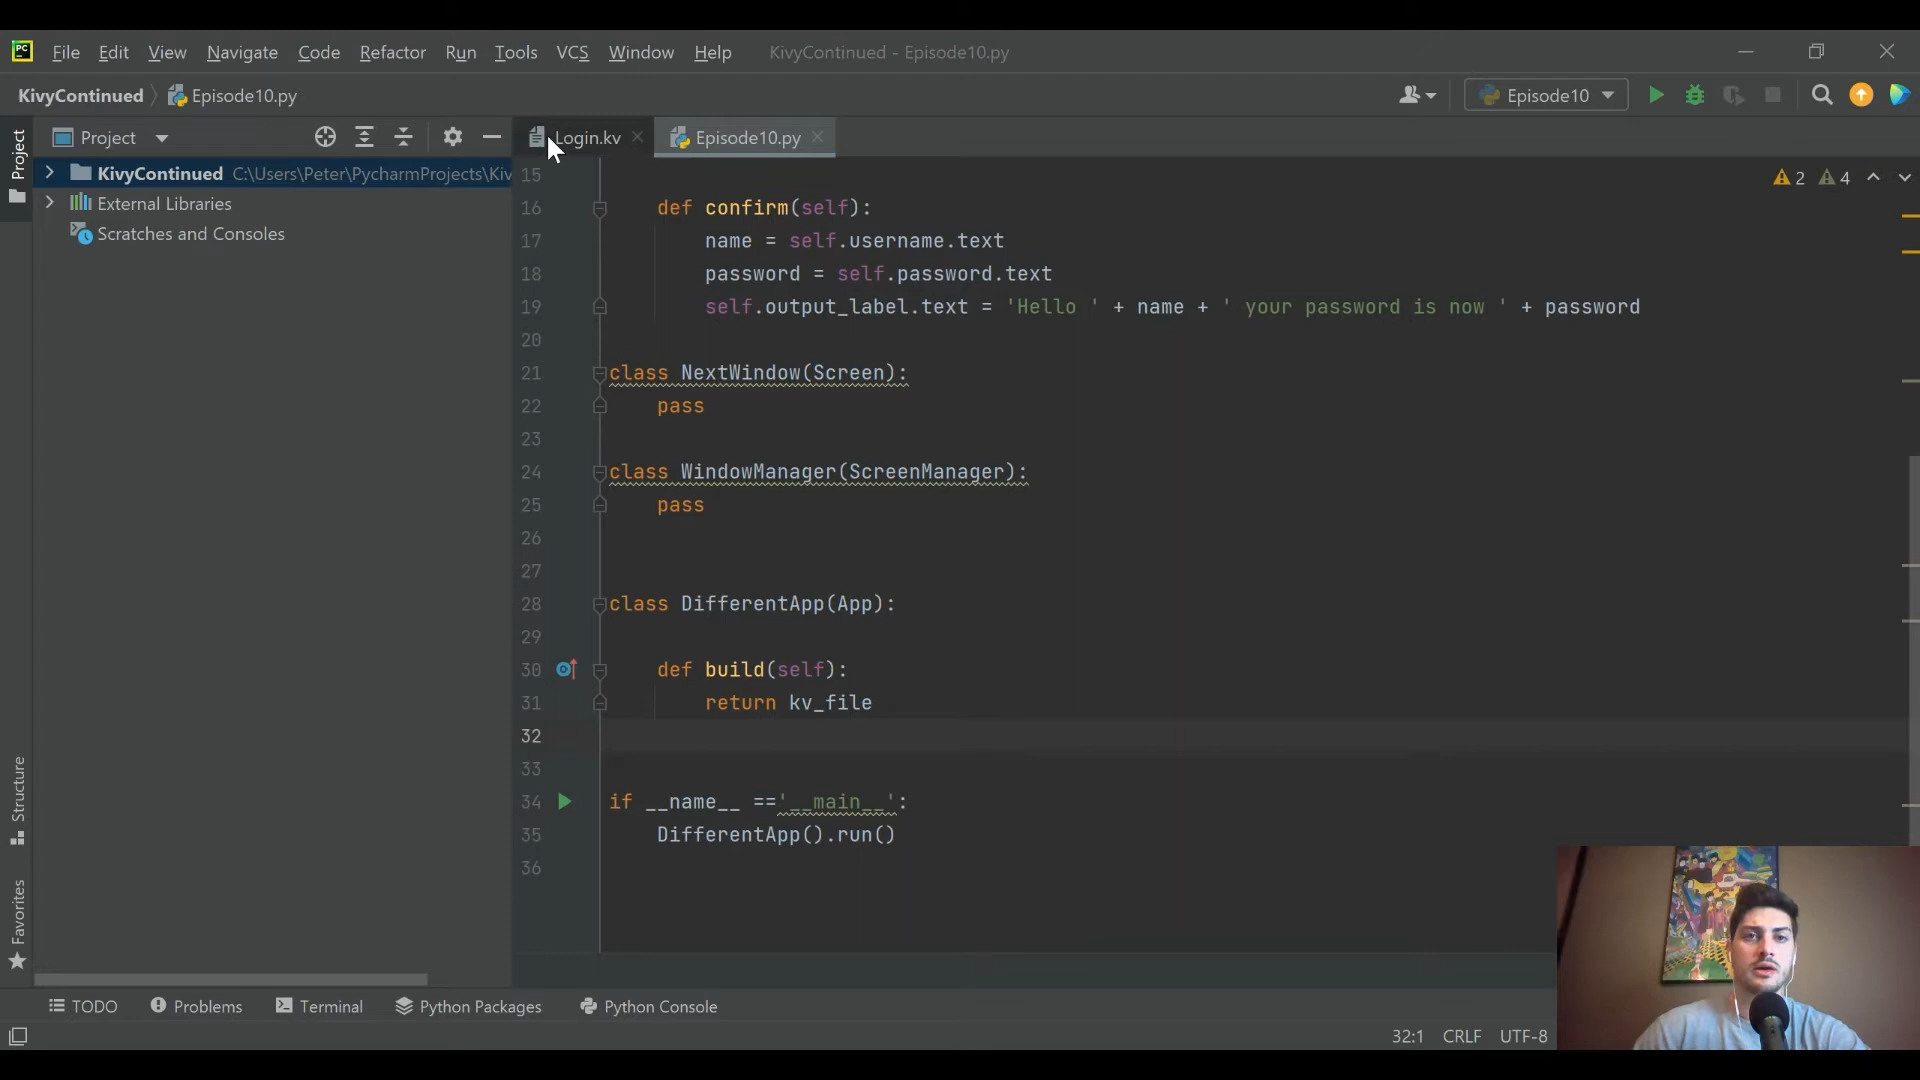 PC File Edit View Navigate Code Refactor Run Tools VCS Window Help KivyContinued - Episode10.py
KivyContinued Episode10.py Episode10
Project Login.kv Episode10.py
Project
KivyContinued C:\Users\Peter\PycharmProjects\Kiv
External Libraries
Scratches and Consoles
2 4
15
16 def confirm(self):
17 name = self.username.text
18 password = self.password.text
19 self.output_label.text = 'Hello ' + name + ' your password is now ' + password
20
21 class NextWindow(Screen):
22 pass
23
24 class WindowManager(ScreenManager):
25 pass
26
27
28 class DifferentApp(App):
29
30 def build(self):
31 return kv_file
32
33
34 if __name__ =='__main__':
35 DifferentApp().run()
36
Structure
Favorites
TODO Problems Terminal Python Packages Python Console
32:1 CRLF UTF-8